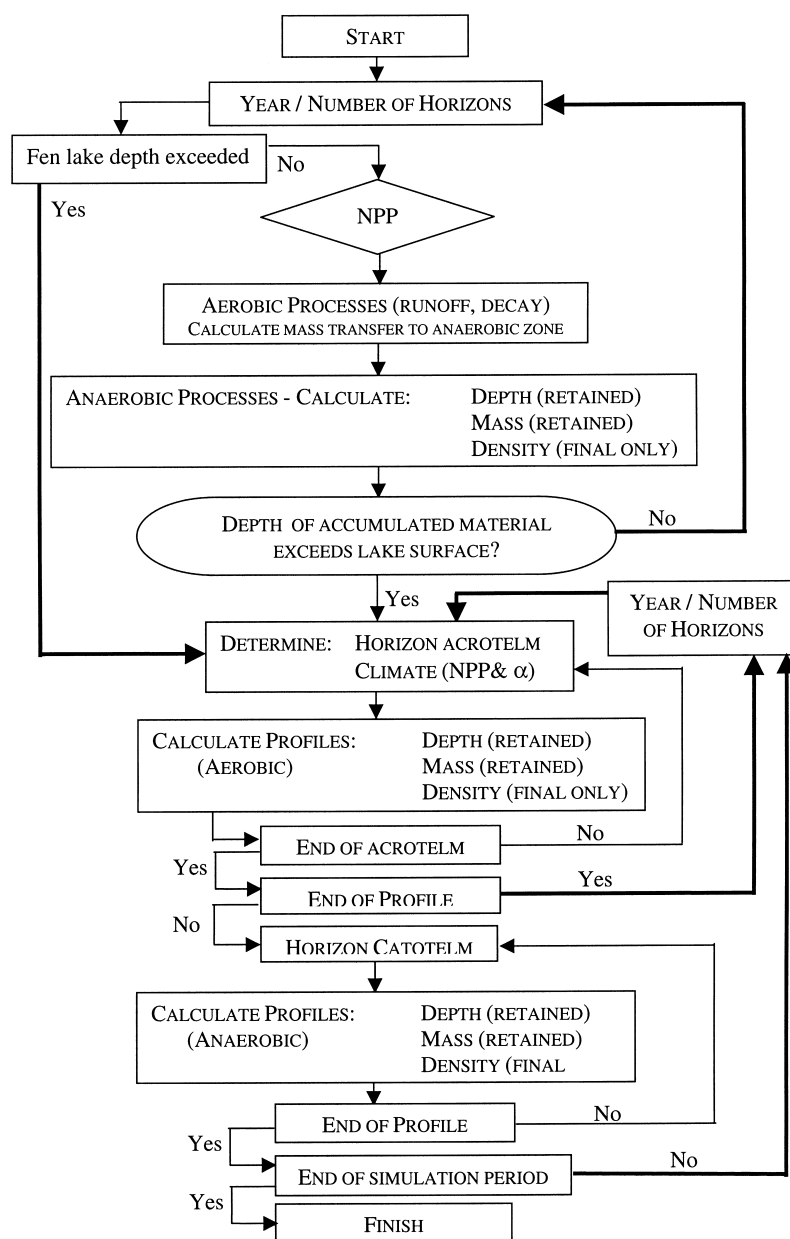 START
YEAR / NUMBER OF HORIZONS
Fen lake depth exceeded
No
Yes
NPP
AEROBIC PROCESSES (RUNOFF, DECAY)
CALCULATE MASS TRANSFER TO ANAEROBIC ZONE
ANAEROBIC PROCESSES - CALCULATE: DEPTH (RETAINED)
MASS (RETAINED)
DENSITY (FINAL ONLY)
DEPTH OF ACCUMULATED MATERIAL
EXCEEDS LAKE SURFACE?
No
Yes
YEAR / NUMBER
OF HORIZONS
DETERMINE: HORIZON ACROTELM
CLIMATE (NPP& α)
CALCULATE PROFILES: DEPTH (RETAINED)
(AEROBIC) MASS (RETAINED)
DENSITY (FINAL ONLY)
END OF ACROTELM
No
Yes
END OF PROFILE
Yes
No
HORIZON CATOTELM
CALCULATE PROFILES: DEPTH (RETAINED)
(ANAEROBIC) MASS (RETAINED)
DENSITY (FINAL
END OF PROFILE
No
Yes
END OF SIMULATION PERIOD
No
Yes
FINISH